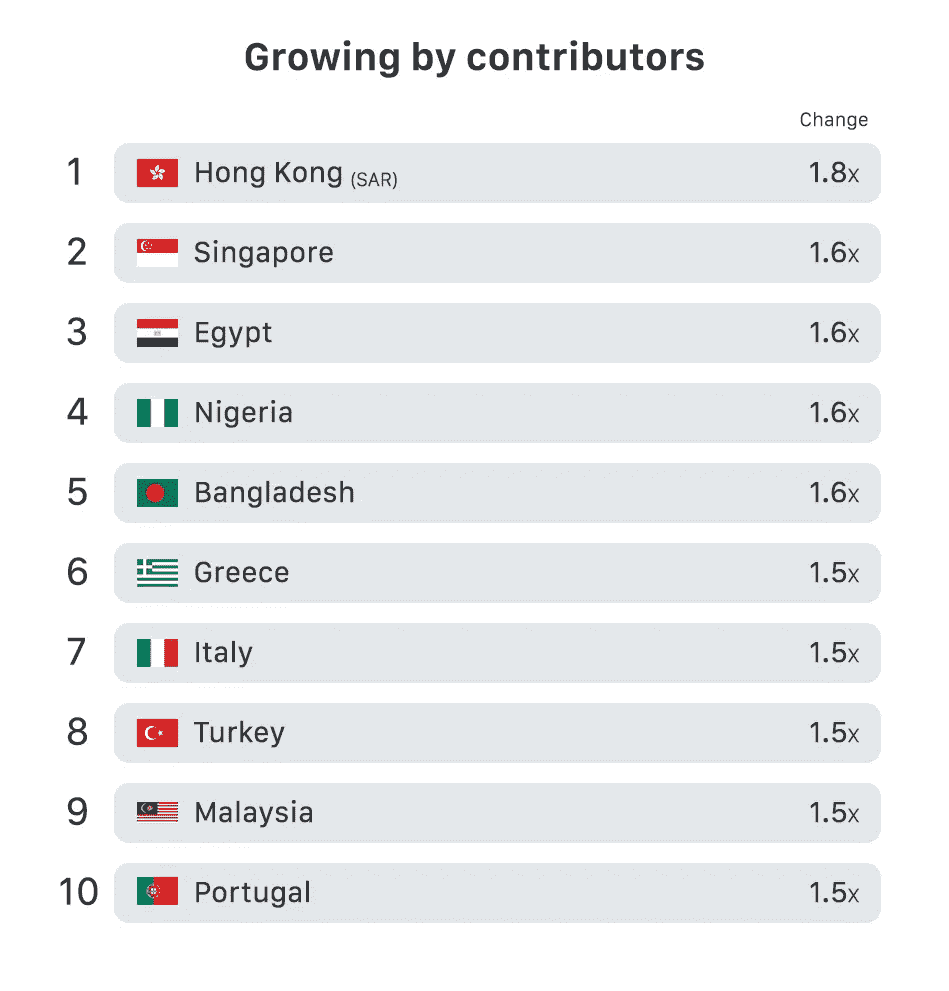 Growing by contributors
Change
1 Hong Kong (SAR) 1.8x
2 Singapore 1.6x
3 Egypt 1.6x
4 Nigeria 1.6x
5 Bangladesh 1.6x
6 Greece 1.5x
7 Italy 1.5x
8 Turkey 1.5x
9 Malaysia 1.5x
10 Portugal 1.5x